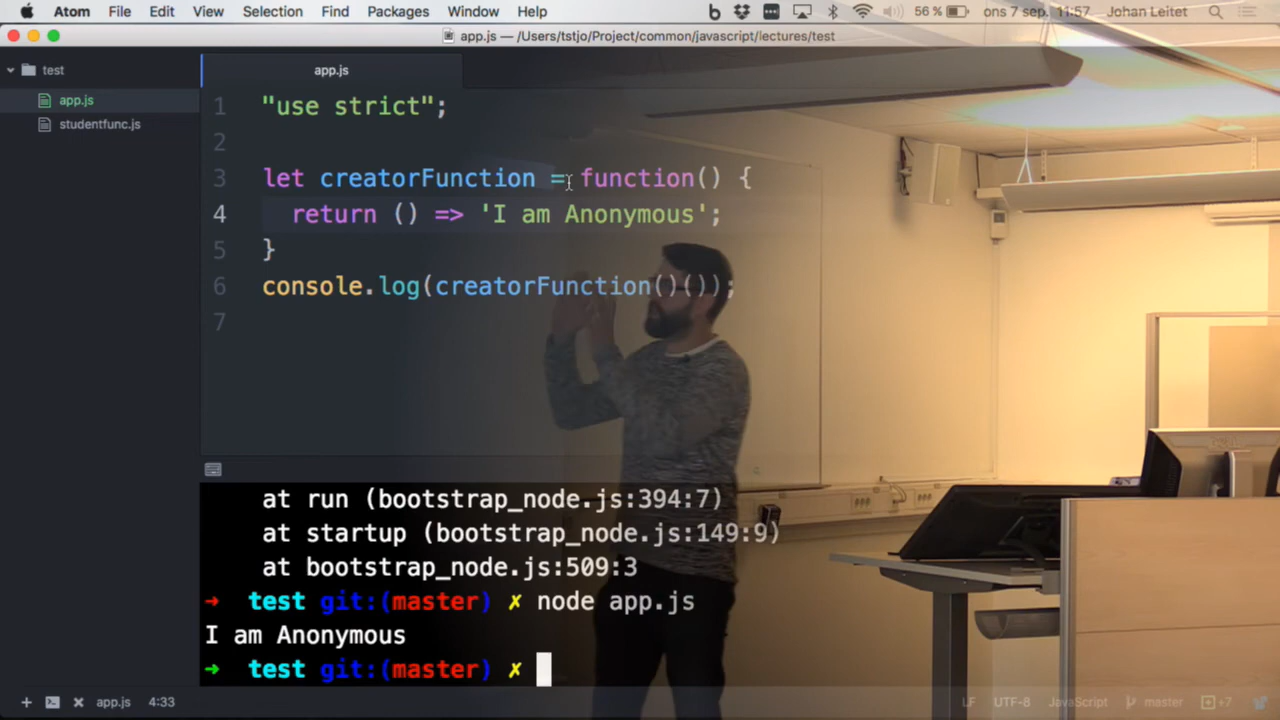 Atom File Edit View Selection Find Packages Window Help 56 % ons 7 sep. 11:57 Johan Leitet
app.js — /Users/tstjo/Project/common/javascript/lectures/test
test
app.js
studentfunc.js
app.js
1 "use strict";
2
3 let creatorFunction = function() {
4 return () => 'I am Anonymous';
5 }
6 console.log(creatorFunction()());
7
at run (bootstrap_node.js:394:7)
at startup (bootstrap_node.js:149:9)
at bootstrap_node.js:509:3
➜ test git:(master) ✗ node app.js
I am Anonymous
➜ test git:(master) ✗
app.js 4:33 LF UTF-8 JavaScript master +7